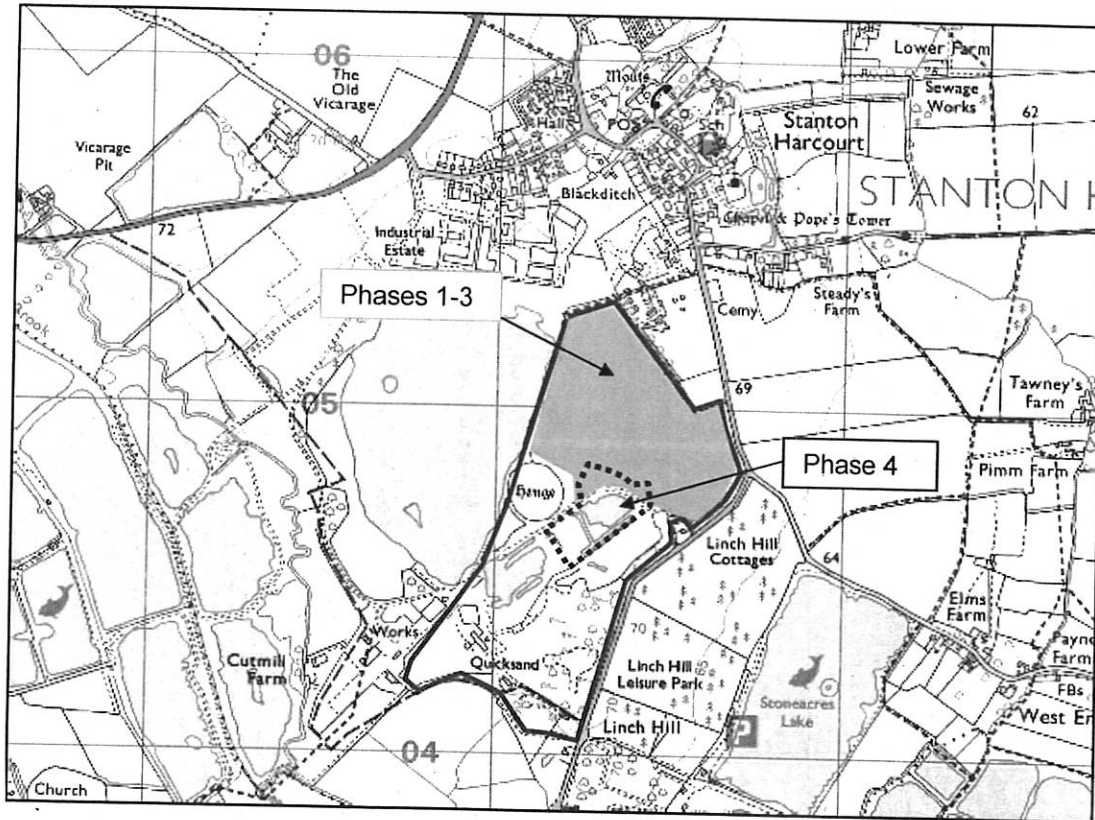 06
The
Old
Vicarage
Vicarage
Pit
72
Moats
Hall
PO
Sch
Blackditch
Industrial
Estate
Lower Farm
Sewage
Works
Stanton
Harcourt
62
STANTON H
Chapel & Pope's Tower
Steady's
Farm
Cemy
Phases 1-3
69
Tawney's
Farm
05
Phase 4
Pimm Farm
Henge
Linch Hill
Cottages
64
Elms
Farm
Works
Cutmill
Farm
Quicksand
70
Linch Hill
Leisure Park
Stoneacres
Lake
P
FBs
West En
Linch Hill
04
Church